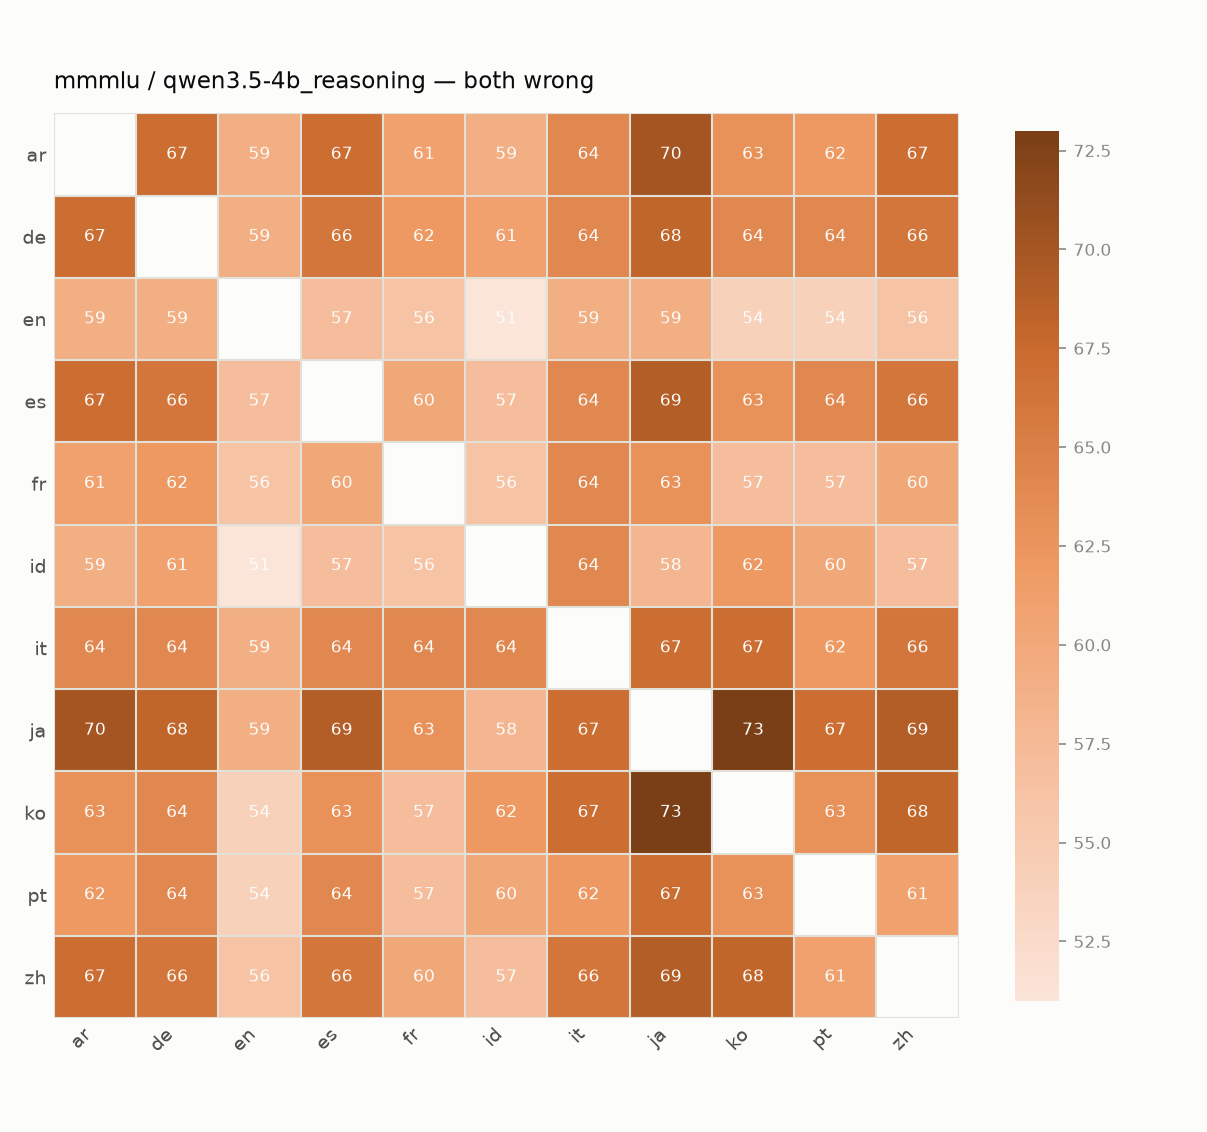 mmmlu / qwen3.5-4b_reasoning — both wrong
ar 67 59 67 61 59 64 70 63 62 67
de 67 59 66 62 61 64 68 64 64 66
en 59 59 57 56 51 59 59 54 54 56
es 67 66 57 60 57 64 69 63 64 66
fr 61 62 56 60 56 64 63 57 57 60
id 59 61 51 57 56 64 58 62 60 57
it 64 64 59 64 64 64 67 67 62 66
ja 70 68 59 69 63 58 67 73 67 69
ko 63 64 54 63 57 62 67 73 63 68
pt 62 64 54 64 57 60 62 67 63 61
zh 67 66 56 66 60 57 66 69 68 61
ar de en es fr id it ja ko pt zh
72.5
70.0
67.5
65.0
62.5
60.0
57.5
55.0
52.5